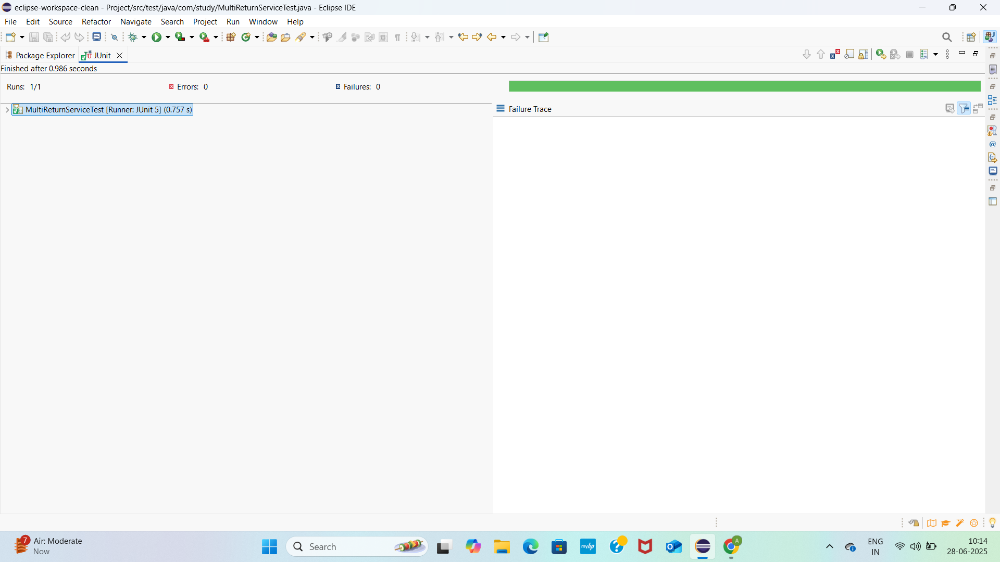 eclipse-workspace-clean - Project/src/test/java/com/study/MultiReturnServiceTest.java - Eclipse IDE
File Edit Source Refactor Navigate Search Project Run Window Help
Package Explorer JUnit
Finished after 0.986 seconds
Runs: 1/1 Errors: 0 Failures: 0
MultiReturnServiceTest [Runner: JUnit 5] (0.757 s)
Failure Trace
7
Air: Moderate
Now
Search
myhp
A
ENG
IN
10:14
28-06-2025